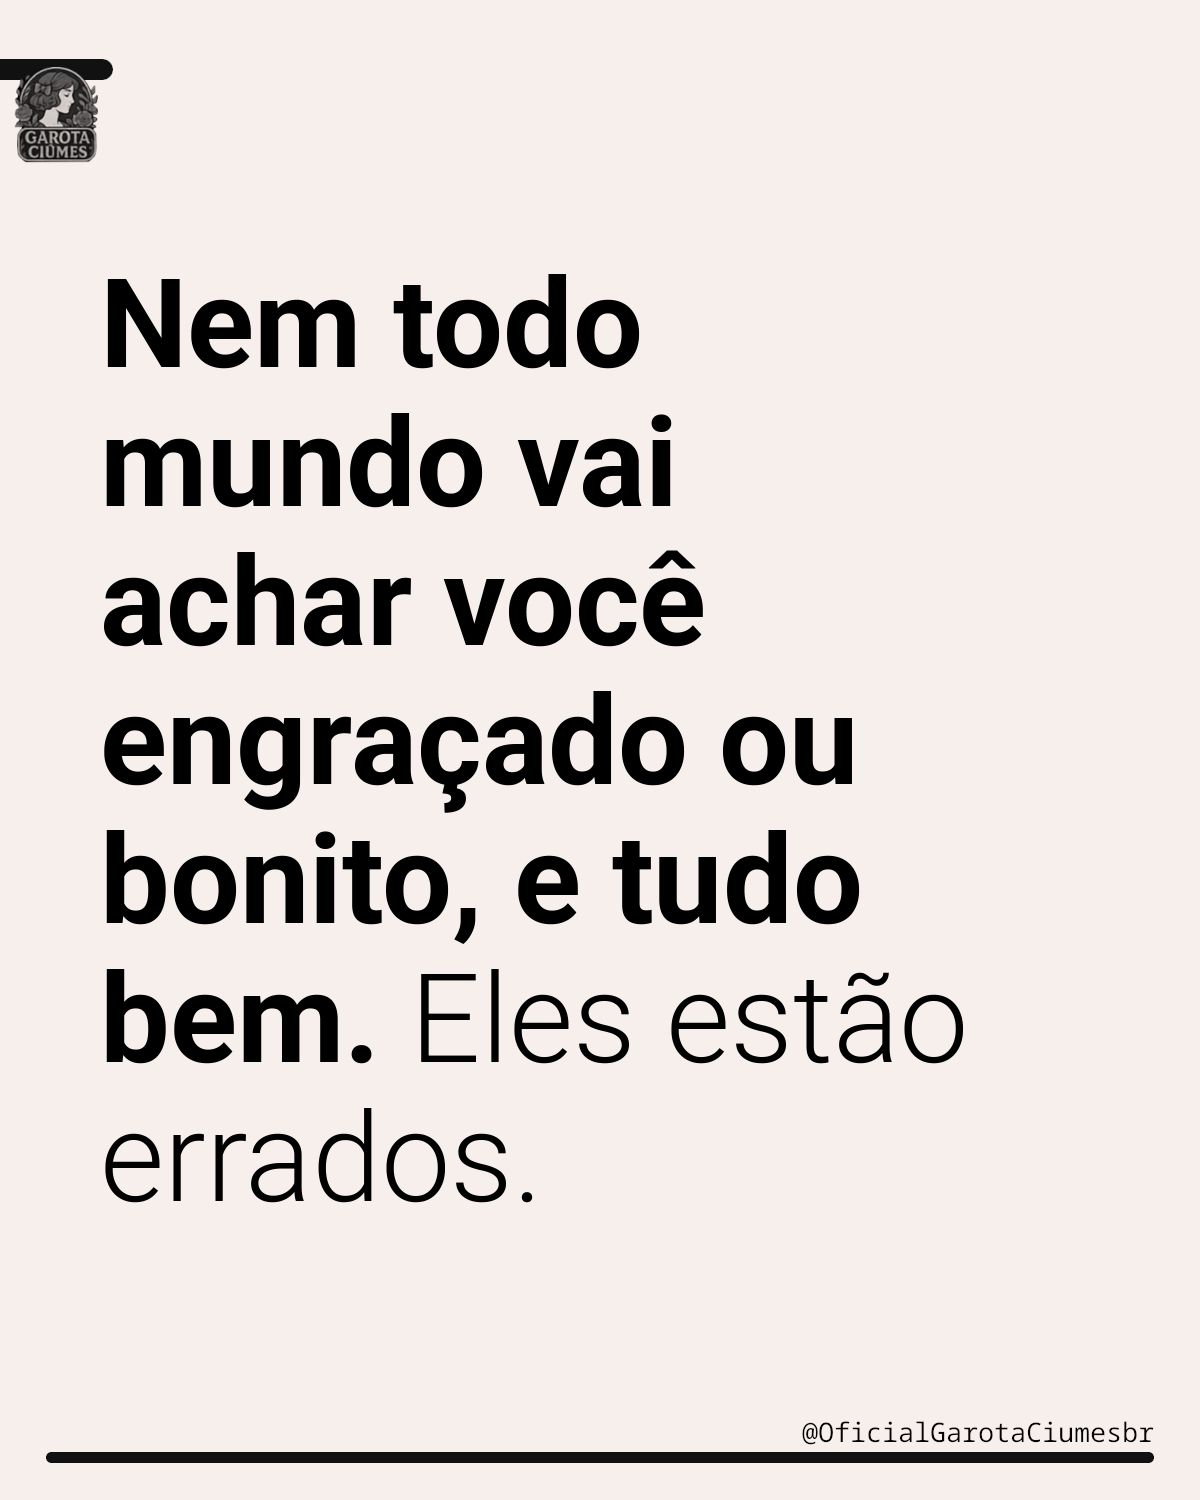 GAROTA
CIÚMES
Nem todo
mundo vai
achar você
engraçado ou
bonito, e tudo
bem. Eles estão
errados.
@OficialGarotaCiumesbr